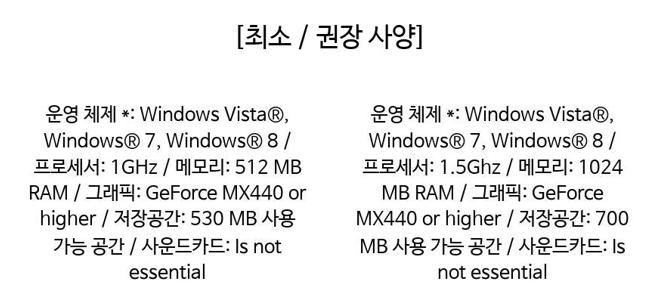 [최소 / 권장 사양]
운영 체제 *: Windows Vista®,
Windows® 7, Windows® 8 /
프로세서: 1GHz / 메모리: 512 MB
RAM / 그래픽: GeForce MX440 or
higher / 저장공간: 530 MB 사용
가능 공간 / 사운드카드: Is not
essential
운영 체제 *: Windows Vista®,
Windows® 7, Windows® 8 /
프로세서: 1.5Ghz / 메모리: 1024
MB RAM / 그래픽: GeForce
MX440 or higher / 저장공간: 700
MB 사용 가능 공간 / 사운드카드: Is
not essential